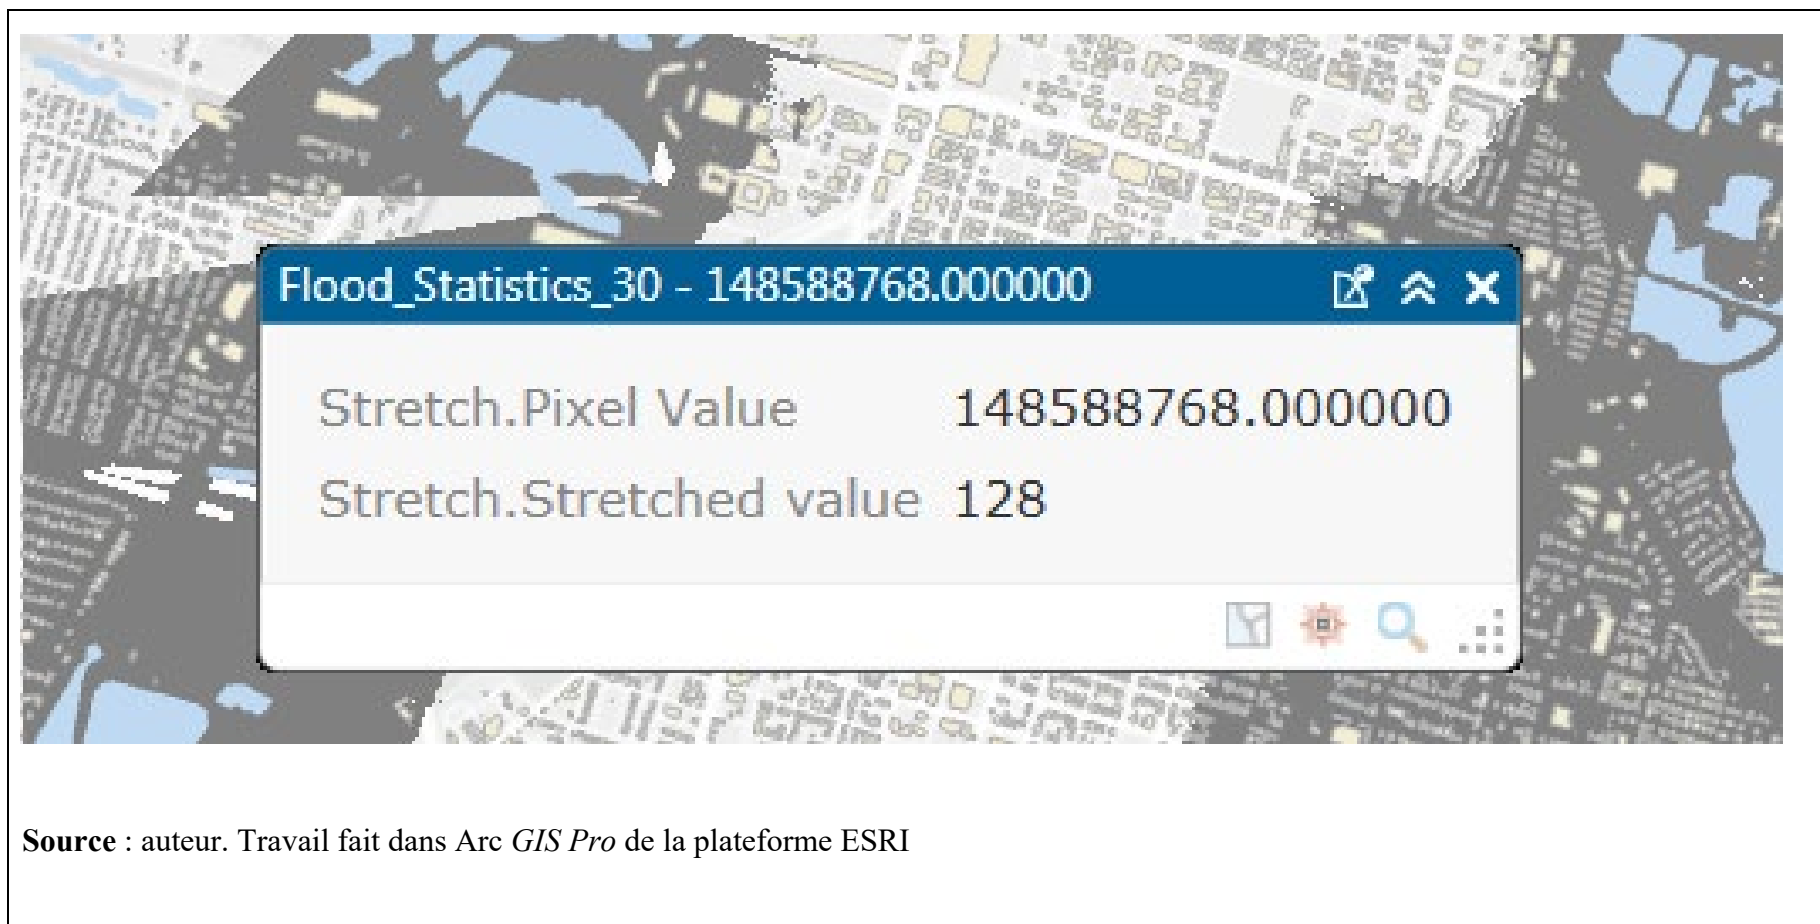 Flood_Statistics_30 - 148588768.000000
Stretch.Pixel Value 148588768.000000
Stretch.Stretched value 128
Source : auteur. Travail fait dans Arc GIS Pro de la plateforme ESRI